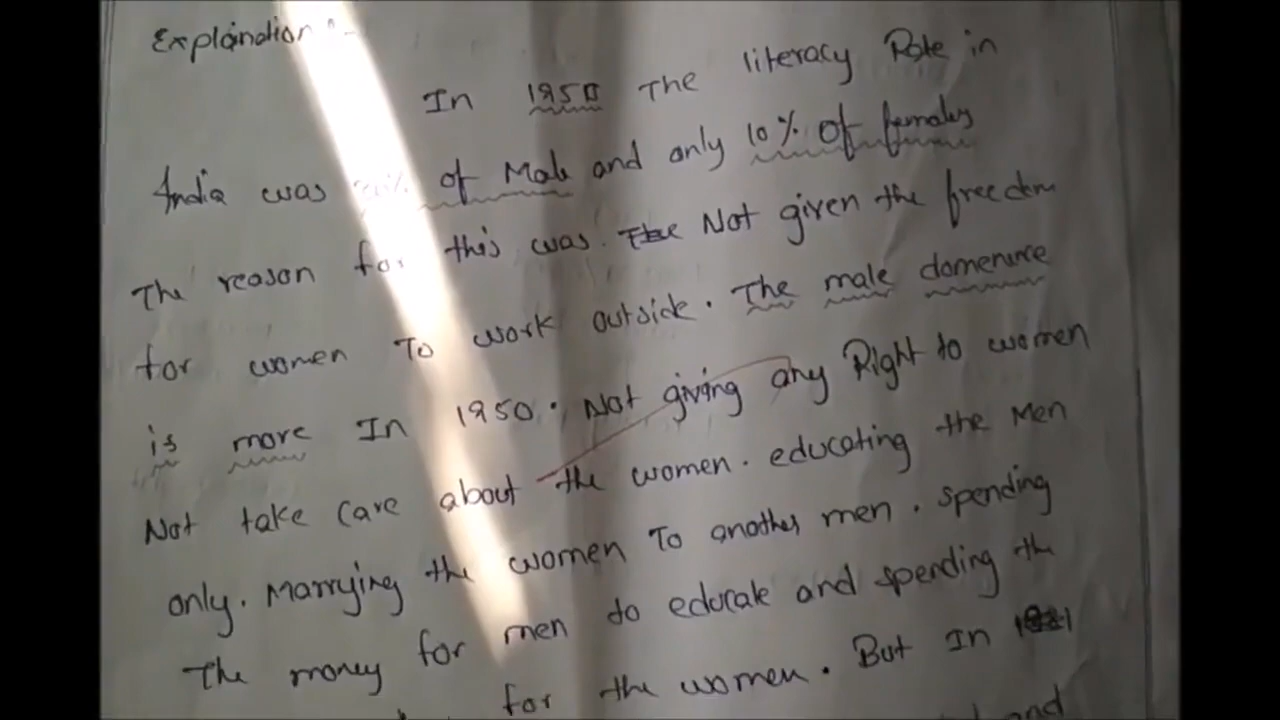 Explanation :-
In 1950 The literacy Rate in
India was of Male and only 10% of females
The reason for this was The Not given the freedom
for women To work outside. The male domenence
is more In 1950. Not giving any Right to women
Not take care about the women. educating the Men
only. Marrying the women To another men. spending
The money for men to educate and spending the
for the women. But In
and